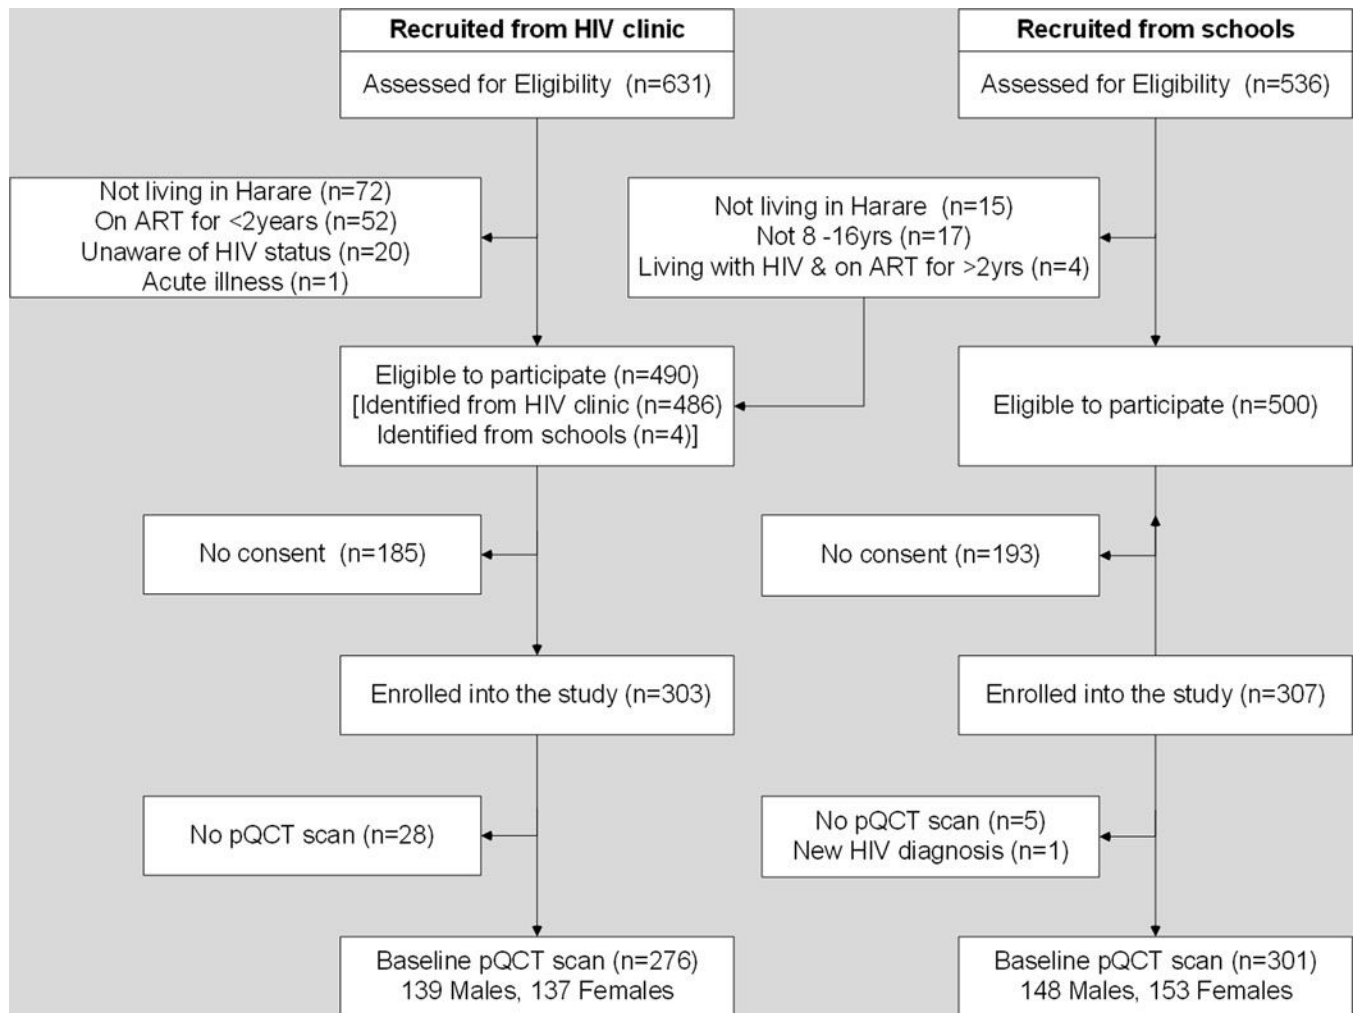 Recruited from HIV clinic
Assessed for Eligibility (n=631)
Recruited from schools
Assessed for Eligibility (n=536)
Not living in Harare (n=72)
On ART for <2years (n=52)
Unaware of HIV status (n=20)
Acute illness (n=1)
Not living in Harare (n=15)
Not 8 -16yrs (n=17)
Living with HIV & on ART for >2yrs (n=4)
Eligible to participate (n=490)
[Identified from HIV clinic (n=486)
Identified from schools (n=4)]
Eligible to participate (n=500)
No consent (n=185)
No consent (n=193)
Enrolled into the study (n=303)
Enrolled into the study (n=307)
No pQCT scan (n=28)
No pQCT scan (n=5)
New HIV diagnosis (n=1)
Baseline pQCT scan (n=276)
139 Males, 137 Females
Baseline pQCT scan (n=301)
148 Males, 153 Females